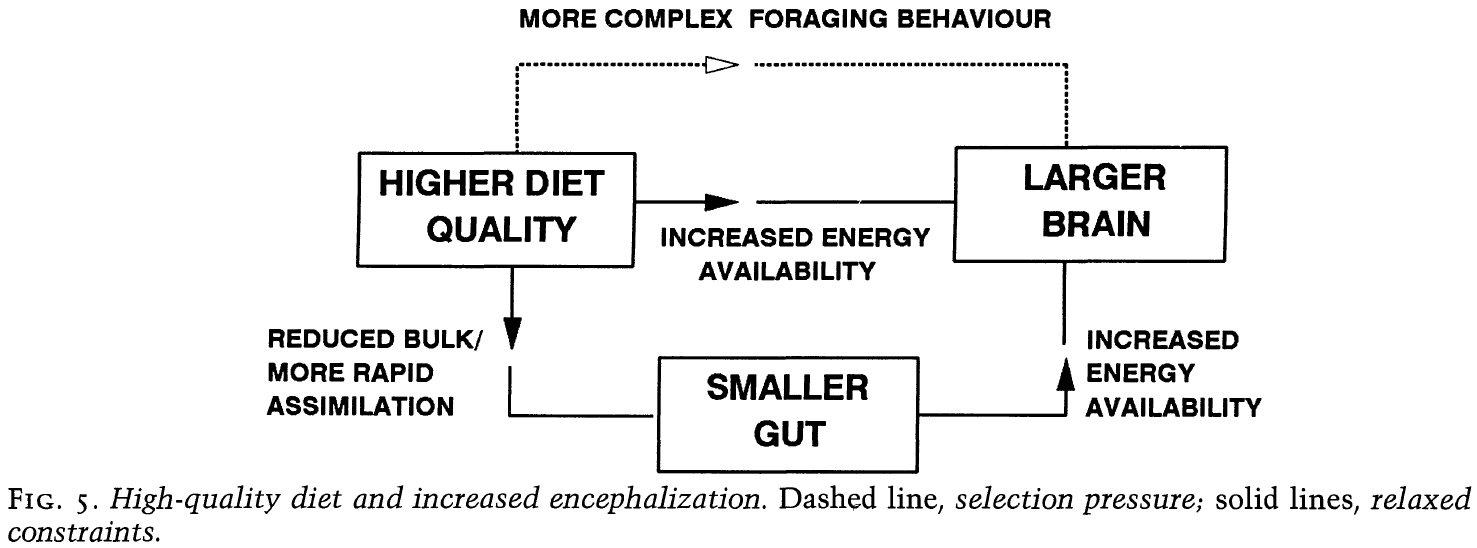 MORE COMPLEX FORAGING BEHAVIOUR
HIGHER DIET
QUALITY
LARGER
BRAIN
INCREASED ENERGY
AVAILABILITY
REDUCED BULK/
MORE RAPID
ASSIMILATION
SMALLER
GUT
INCREASED
ENERGY
AVAILABILITY
FIG. 5. High-quality diet and increased encephalization. Dashed line, selection pressure; solid lines, relaxed
constraints.